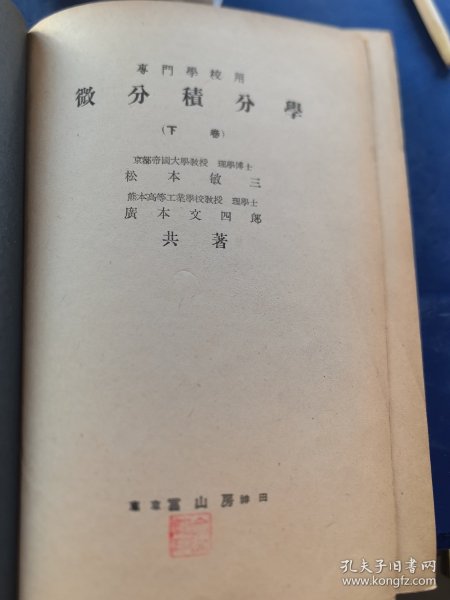 專門學校用
微分積分學
(下卷)
京都帝國大學教授 理學博士
松本敏三
熊本高等工業學校教授 理學士
廣本文四郎
共著
東京 冨山房 神田
孔夫子旧书网
www.kongfz.com